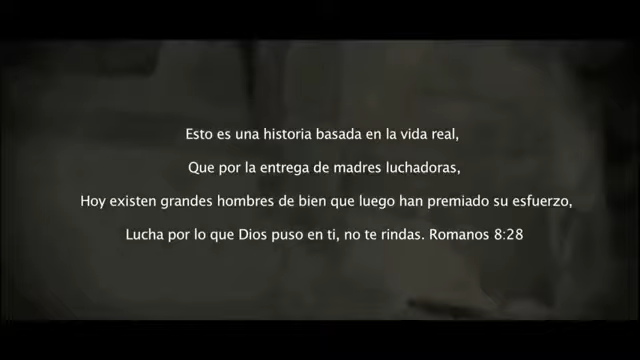 Esto es una historia basada en la vida real,
Que por la entrega de madres luchadoras,
Hoy existen grandes hombres de bien que luego han premiado su esfuerzo,
Lucha por lo que Dios puso en ti, no te rindas. Romanos 8:28